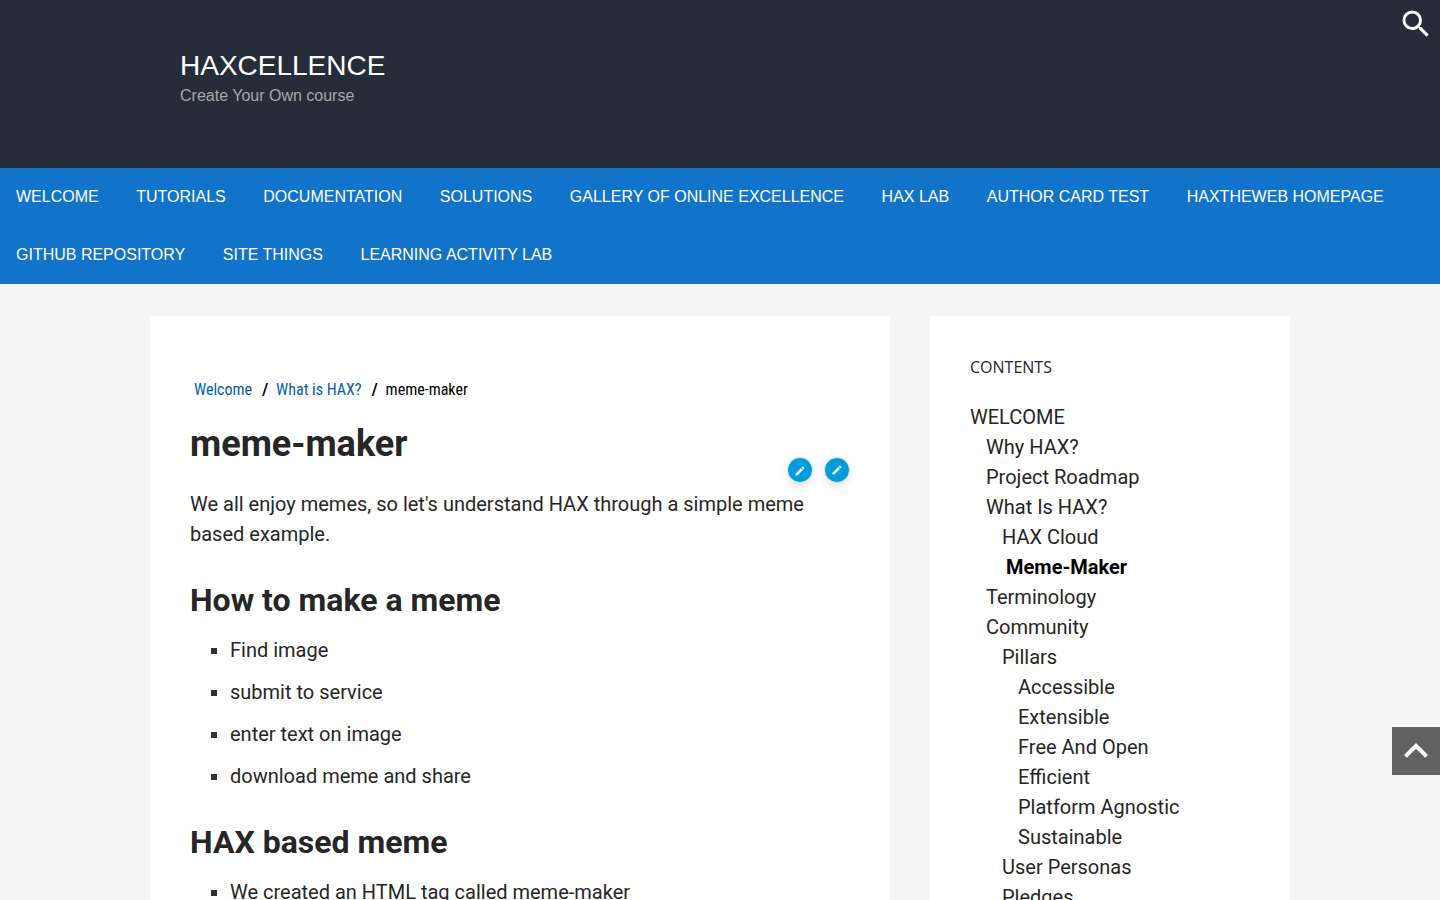 HAXCELLENCE
Create Your Own course
WELCOME TUTORIALS DOCUMENTATION SOLUTIONS GALLERY OF ONLINE EXCELLENCE HAX LAB AUTHOR CARD TEST HAXTHEWEB HOMEPAGE
GITHUB REPOSITORY SITE THINGS LEARNING ACTIVITY LAB
Welcome / What is HAX? / meme-maker
meme-maker
We all enjoy memes, so let's understand HAX through a simple meme
based example.
How to make a meme
Find image
submit to service
enter text on image
download meme and share
HAX based meme
We created an HTML tag called meme-maker
CONTENTS
WELCOME
Why HAX?
Project Roadmap
What Is HAX?
HAX Cloud
Meme-Maker
Terminology
Community
Pillars
Accessible
Extensible
Free And Open
Efficient
Platform Agnostic
Sustainable
User Personas
Pledges